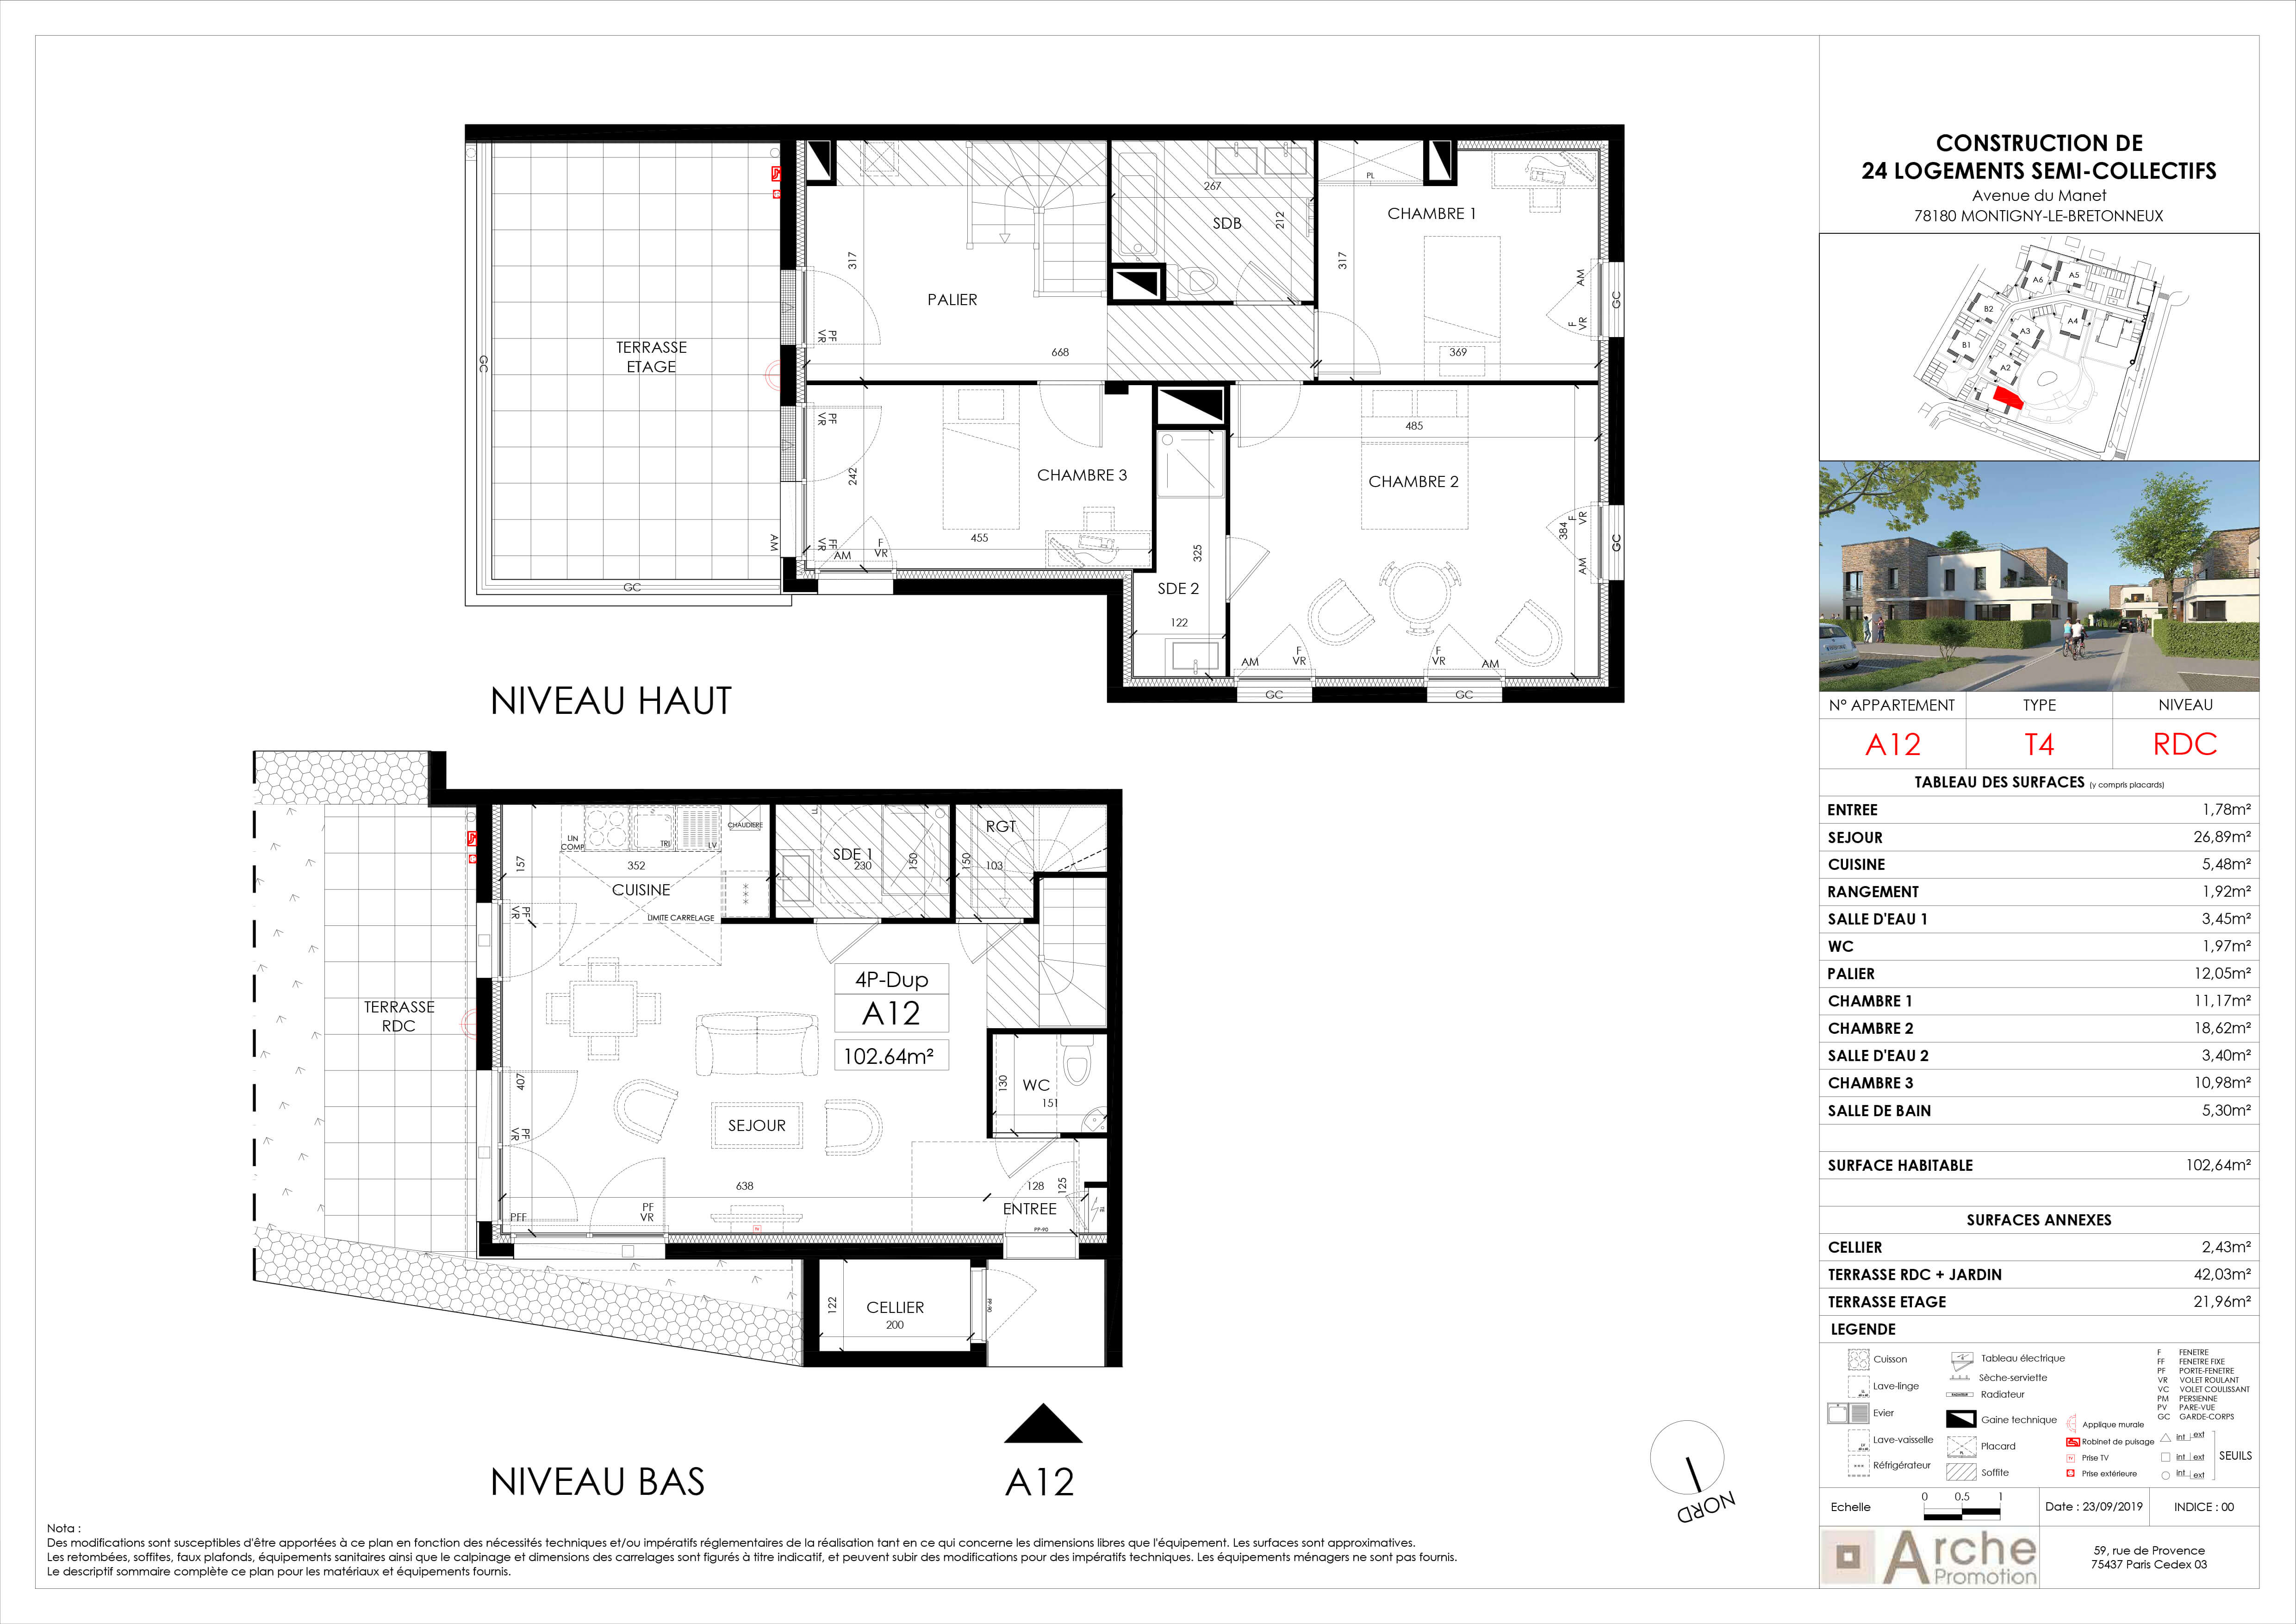 TERRASSE
ETAGE
GC
GC
AM
PALIER
317
668
PF
VR
PF
VR
FF
VR
AM
F
VR
242
455
CHAMBRE 3
267
SDB
212
PL
CHAMBRE 1
317
369
AM
F
VR
GC
485
CHAMBRE 2
384
F
VR
AM
GC
325
SDE 2
122
AM
F
VR
F
VR
AM
GC
GC
NIVEAU HAUT
TERRASSE
RDC
157
LIN
COMP
TRI
LV
CHAUDIERE
352
CUISINE
LIMITE CARRELAGE
PF
VR
LL
SDE 1
230
150
RGT
150
103
4P-Dup
A12
102.64m²
407
PF
VR
PFF
PF
VR
SEJOUR
638
TV
130
WC
151
128
125
ENTREE
PP-90
122
CELLIER
200
PP-90
NIVEAU BAS
A12
NORD
Nota :
Des modifications sont susceptibles d'être apportées à ce plan en fonction des nécessités techniques et/ou impératifs réglementaires de la réalisation tant en ce qui concerne les dimensions libres que l'équipement. Les surfaces sont approximatives.
Les retombées, soffites, faux plafonds, équipements sanitaires ainsi que le calpinage et dimensions des carrelages sont figurés à titre indicatif, et peuvent subir des modifications pour des impératifs techniques. Les équipements ménagers ne sont pas fournis.
Le descriptif sommaire complète ce plan pour les matériaux et équipements fournis.
CONSTRUCTION DE
24 LOGEMENTS SEMI-COLLECTIFS
Avenue du Manet
78180 MONTIGNY-LE-BRETONNEUX
A6
A5
B2
A4
A3
B1
A2
N° APPARTEMENT TYPE NIVEAU
A12 T4 RDC
TABLEAU DES SURFACES (y compris placards)
ENTREE 1,78m²
SEJOUR 26,89m²
CUISINE 5,48m²
RANGEMENT 1,92m²
SALLE D'EAU 1 3,45m²
WC 1,97m²
PALIER 12,05m²
CHAMBRE 1 11,17m²
CHAMBRE 2 18,62m²
SALLE D'EAU 2 3,40m²
CHAMBRE 3 10,98m²
SALLE DE BAIN 5,30m²
SURFACE HABITABLE 102,64m²
SURFACES ANNEXES
CELLIER 2,43m²
TERRASSE RDC + JARDIN 42,03m²
TERRASSE ETAGE 21,96m²
LEGENDE
Cuisson
Lave-linge
Evier
Lave-vaisselle
Réfrigérateur
Tableau électrique
Sèche-serviette
Radiateur
Gaine technique
Placard
Soffite
Applique murale
Robinet de puisage
Prise TV
Prise extérieure
F FENETRE
FF FENETRE FIXE
PF PORTE-FENETRE
VR VOLET ROULANT
VC VOLET COULISSANT
PM PERSIENNE
PV PARE-VUE
GC GARDE-CORPS
int ext
int ext
int ext
SEUILS
Echelle 0 0.5 1
Date : 23/09/2019
INDICE : 00
Arche
Promotion
59, rue de Provence
75437 Paris Cedex 03